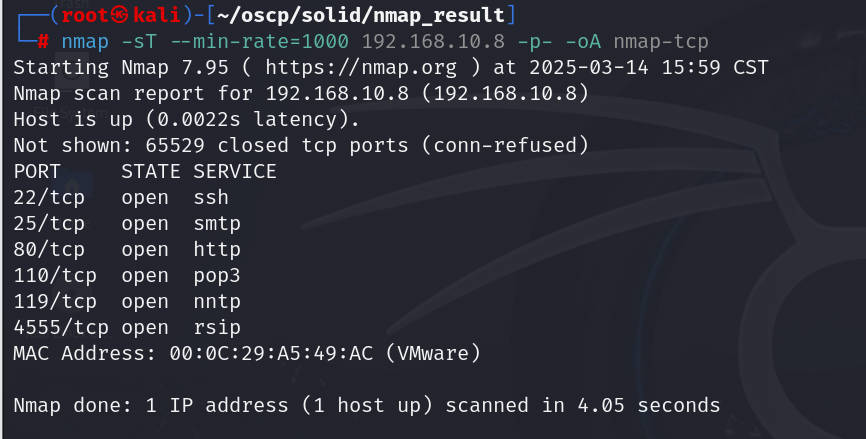 ┌──(root㉿kali)-[~/oscp/solid/nmap_result]
└─# nmap -sT --min-rate=1000 192.168.10.8 -p- -oA nmap-tcp
Starting Nmap 7.95 ( https://nmap.org ) at 2025-03-14 15:59 CST
Nmap scan report for 192.168.10.8 (192.168.10.8)
Host is up (0.0022s latency).
Not shown: 65529 closed tcp ports (conn-refused)
PORT     STATE SERVICE
22/tcp   open  ssh
25/tcp   open  smtp
80/tcp   open  http
110/tcp  open  pop3
119/tcp  open  nntp
4555/tcp open  rsip
MAC Address: 00:0C:29:A5:49:AC (VMware)
Nmap done: 1 IP address (1 host up) scanned in 4.05 seconds